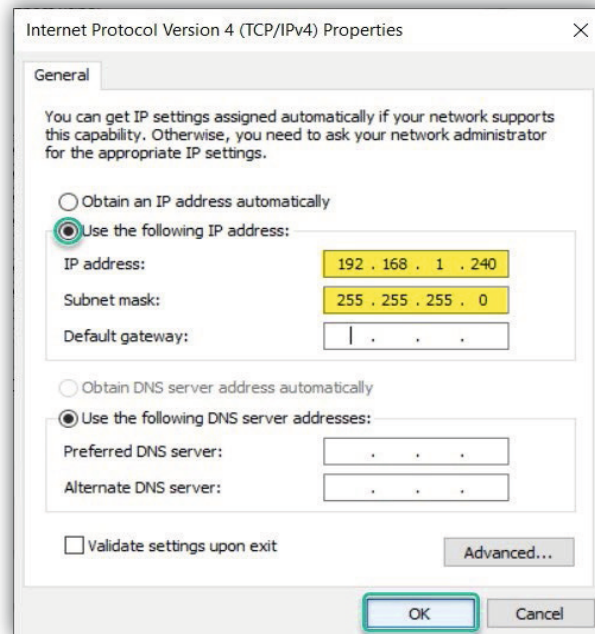 Internet Protocol Version 4 (TCP/IPv4) Properties
General
You can get IP settings assigned automatically if your network supports
this capability. Otherwise, you need to ask your network administrator
for the appropriate IP settings.
Obtain an IP address automatically
Use the following IP address:
IP address: 192 . 168 . 1 . 240
Subnet mask: 255 . 255 . 255 . 0
Default gateway: . . .
Obtain DNS server address automatically
Use the following DNS server addresses:
Preferred DNS server: . . .
Alternate DNS server: . . .
Validate settings upon exit
Advanced...
OK Cancel